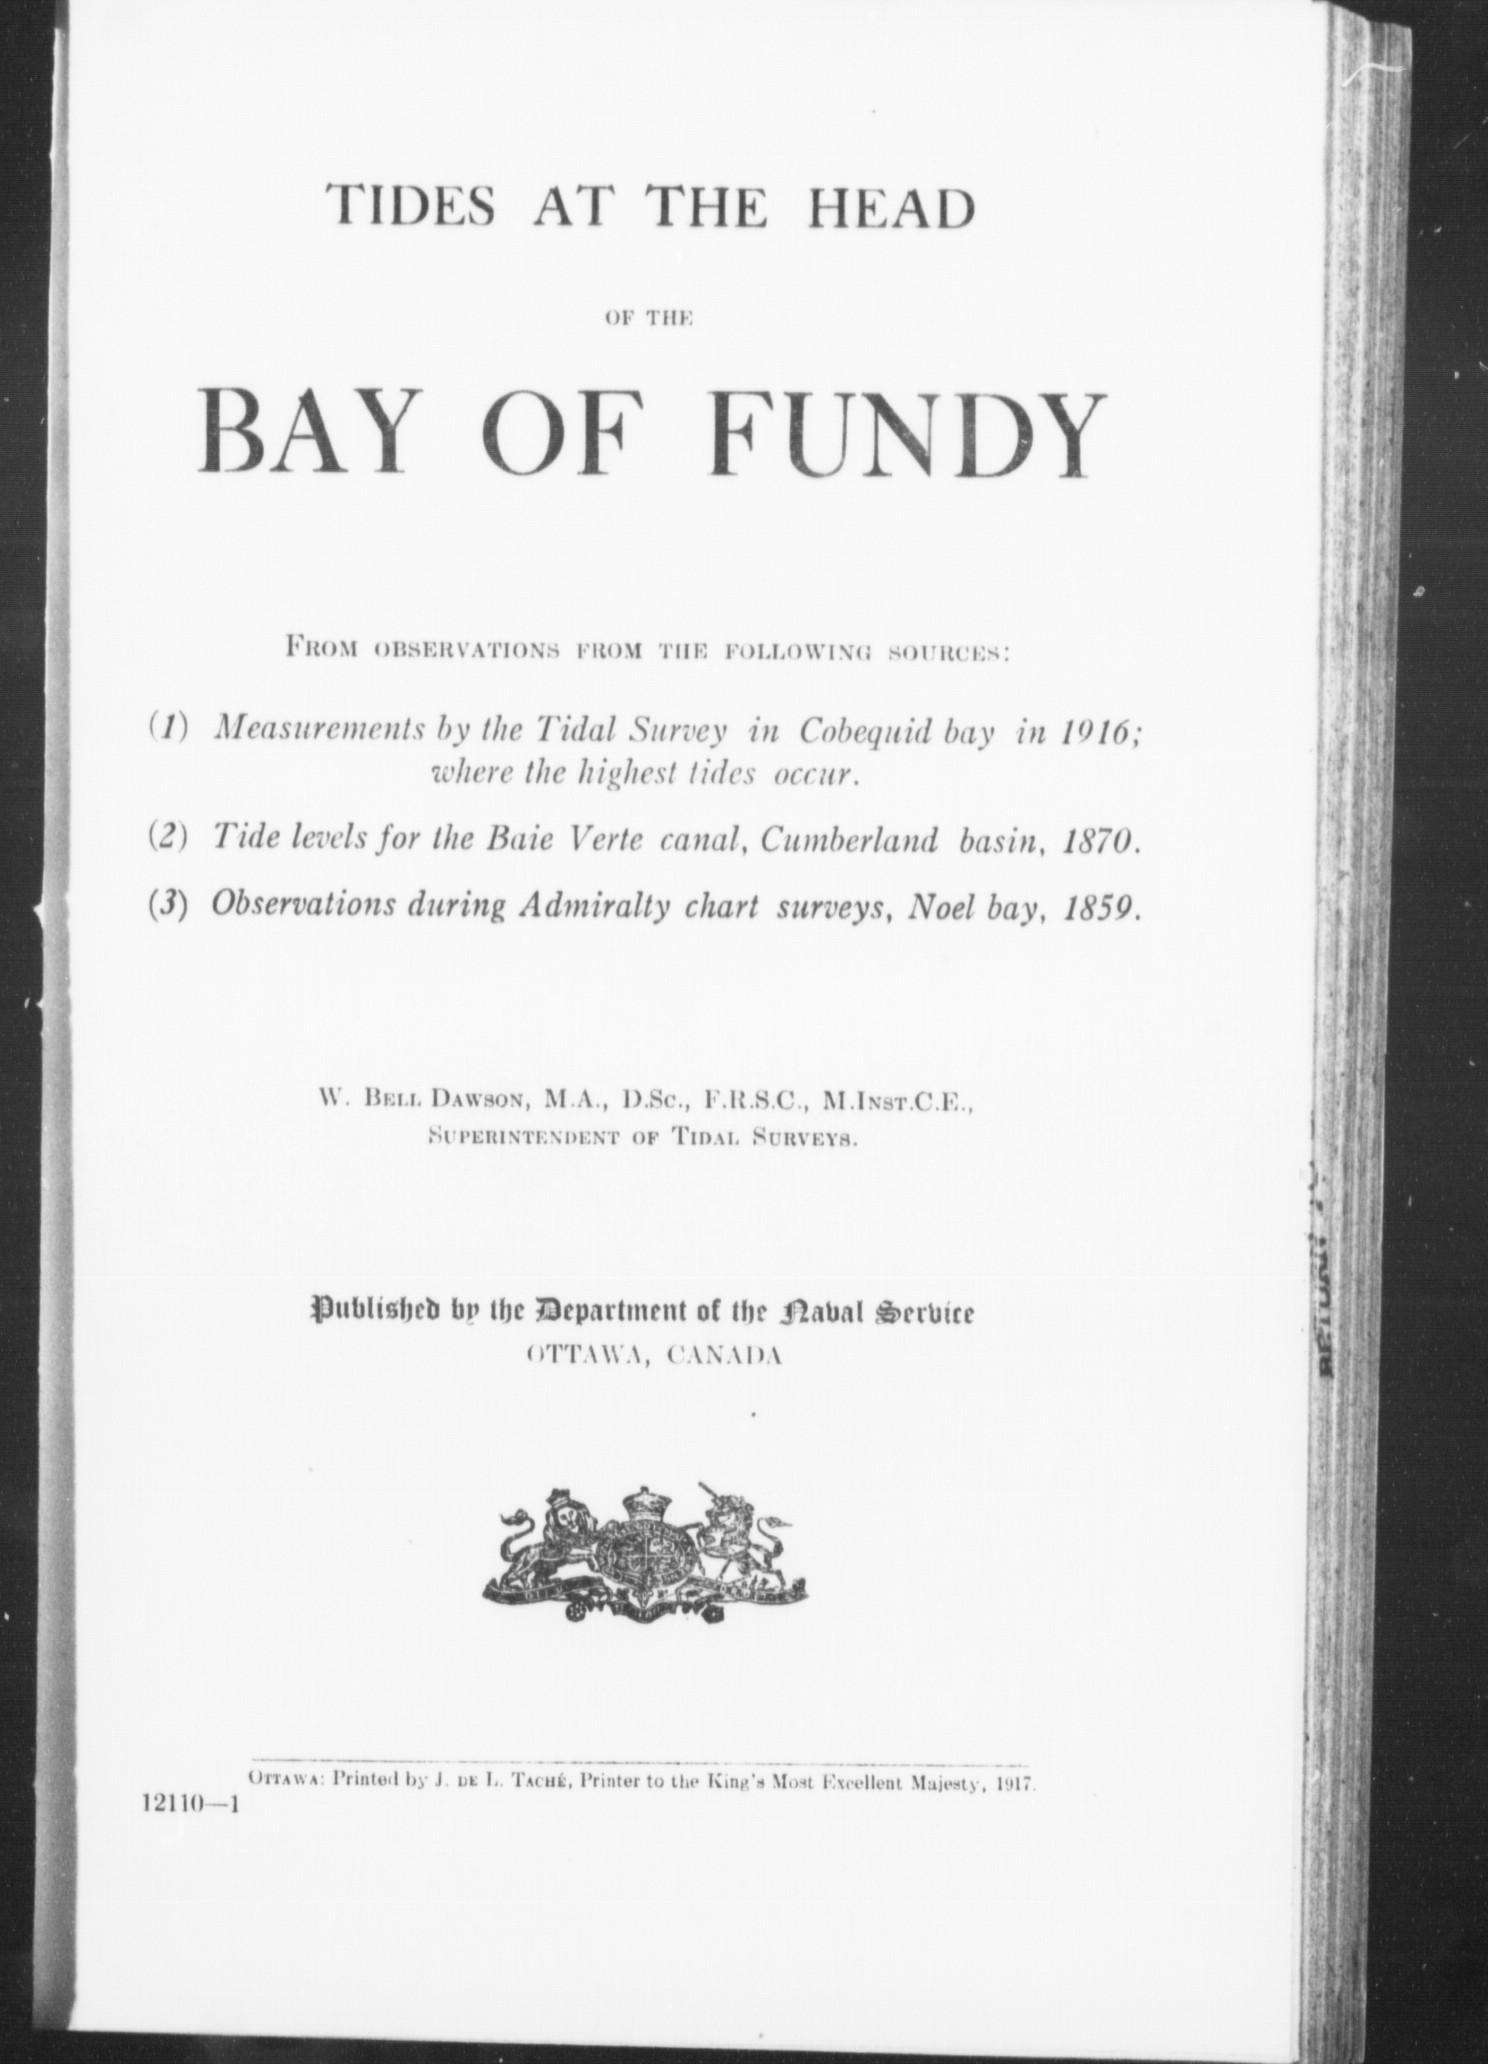 TIDES AT THE HEAD
OF THE
BAY OF FUNDY
FROM OBSERVATIONS FROM THE FOLLOWING SOURCES:
(1) Measurements by the Tidal Survey in Cobequid bay in 1916;
where the highest tides occur.
(2) Tide levels for the Baie Verte canal, Cumberland basin, 1870.
(3) Observations during Admiralty chart surveys, Noel bay, 1859.
W. BELL DAWSON, M.A., D.SC., F.R.S.C., M.INST.C.E.,
SUPERINTENDENT OF TIDAL SURVEYS.
Published by the Department of the Naval Service
OTTAWA, CANADA
OTTAWA: Printed by J. DE L. TACHÉ, Printer to the King's Most Excellent Majesty, 1917.
12110—1
RETURN